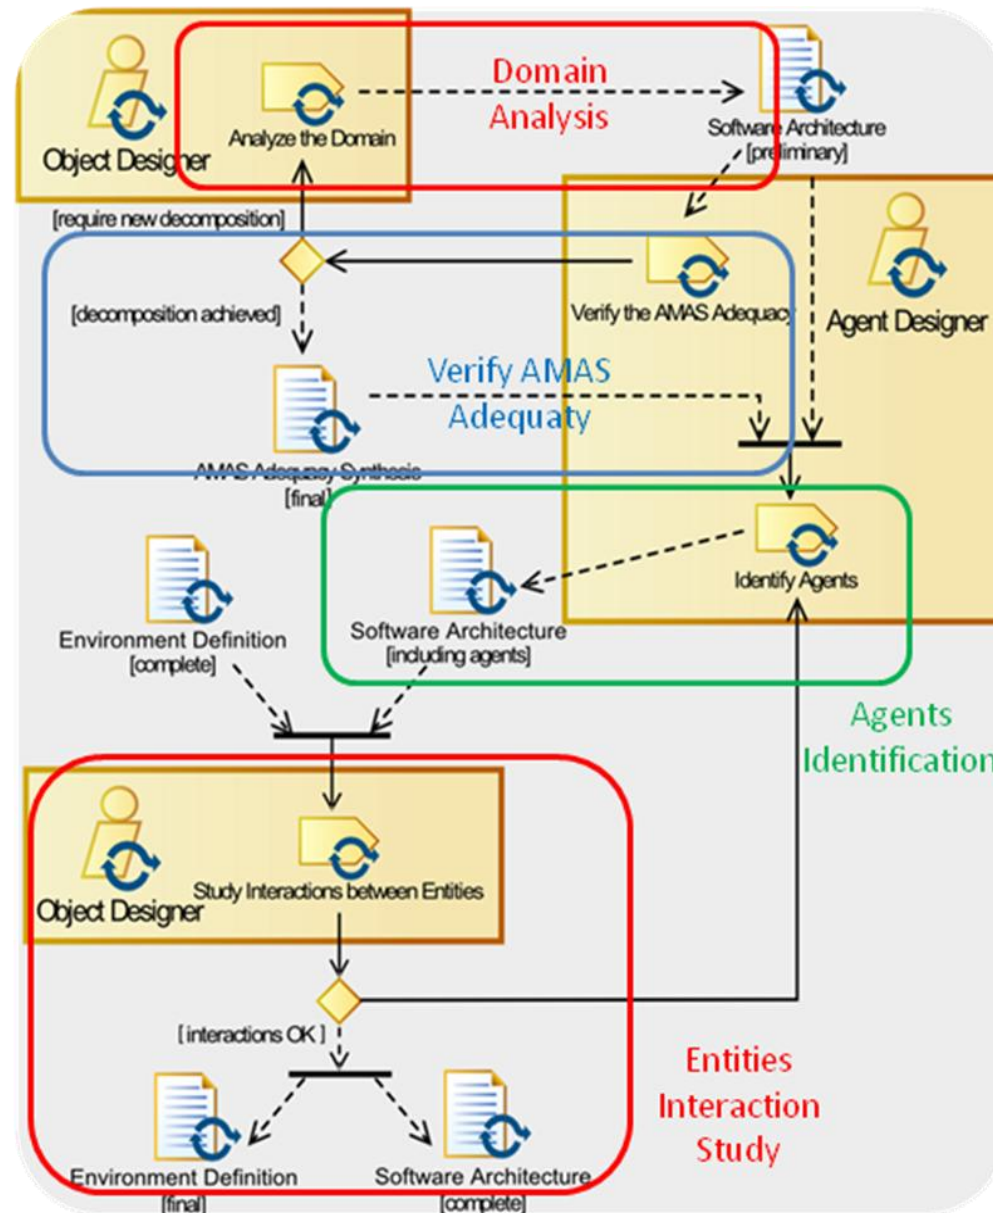 Domain
Analysis
Analyze the Domain
Object Designer
Software Architecture
[preliminary]
[require new decomposition]
[decomposition achieved]
Verify the AMAS Adequacy
Agent Designer
Verify AMAS
Adequaty
AMAS Adequacy Synthesis
[final]
Identify Agents
Environment Definition
[complete]
Software Architecture
[including agents]
Agents
Identification
Study Interactions between Entities
Object Designer
[ interactions OK ]
Entities
Interaction
Study
Environment Definition
[final]
Software Architecture
[complete]